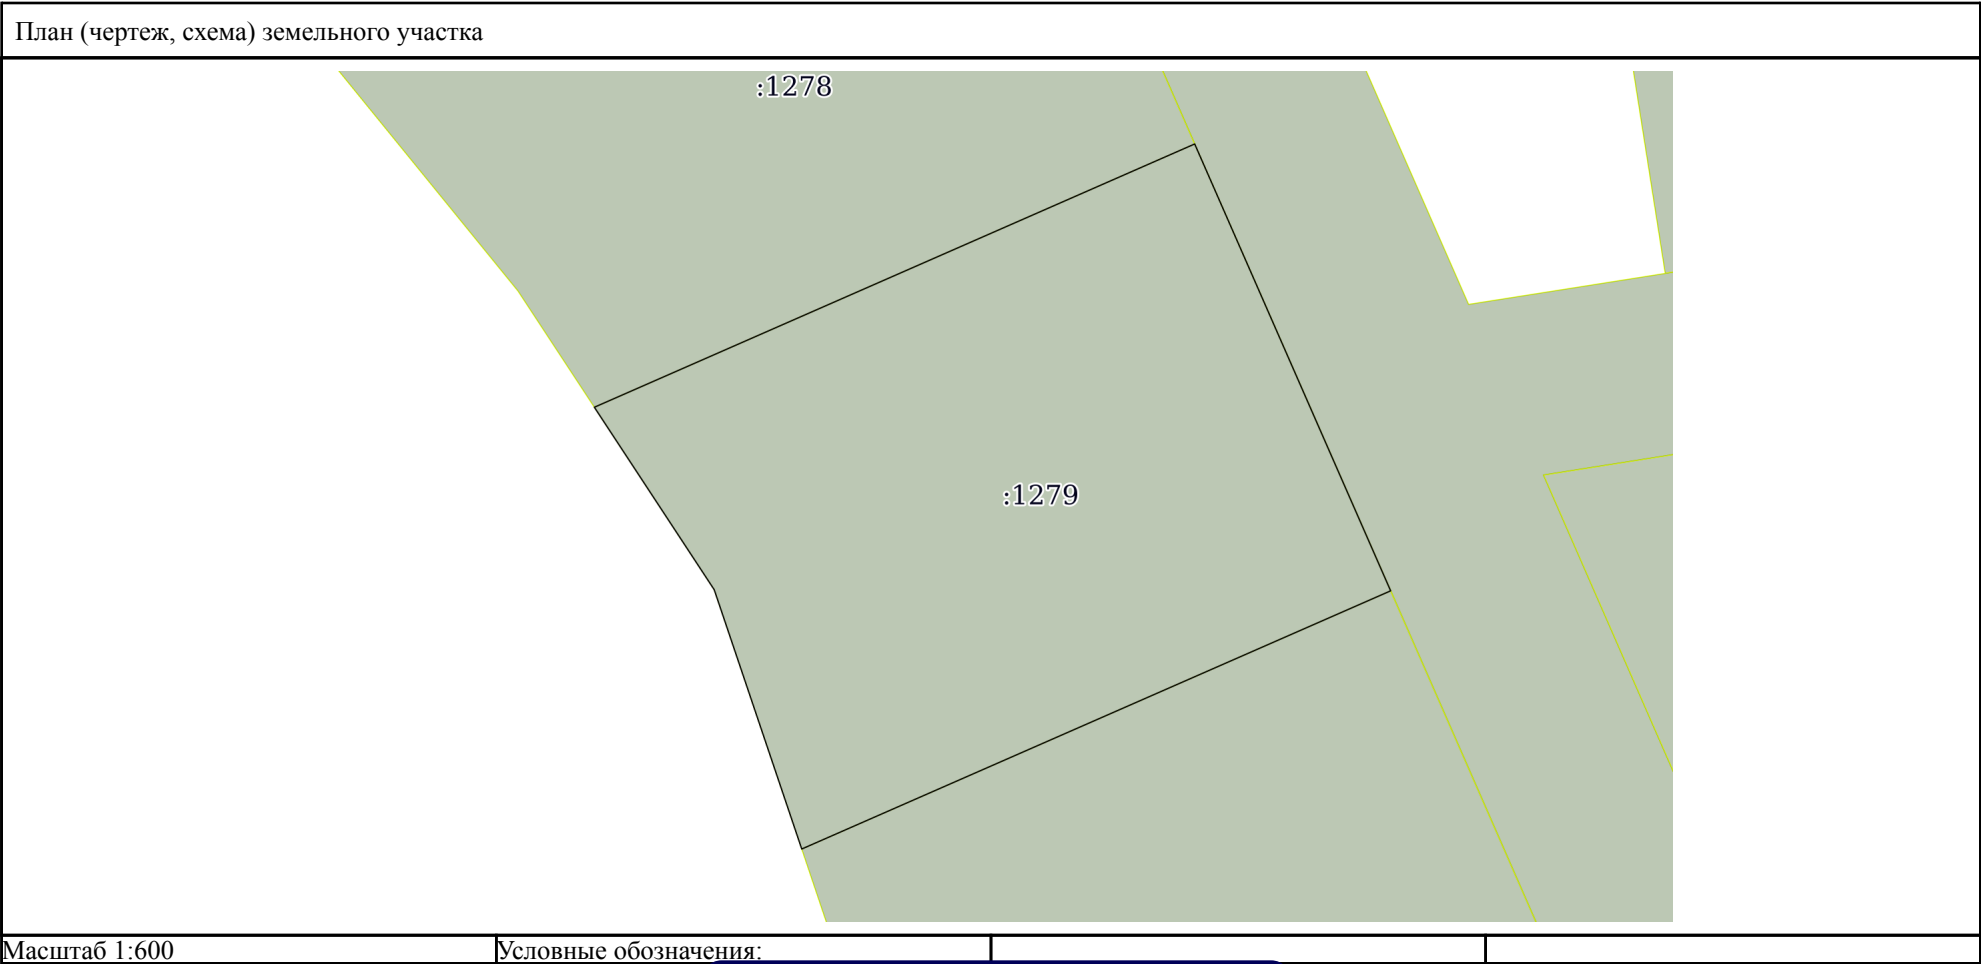 План (чертеж, схема) земельного участка
:1278
:1279
Масштаб 1:600
Условные обозначения: